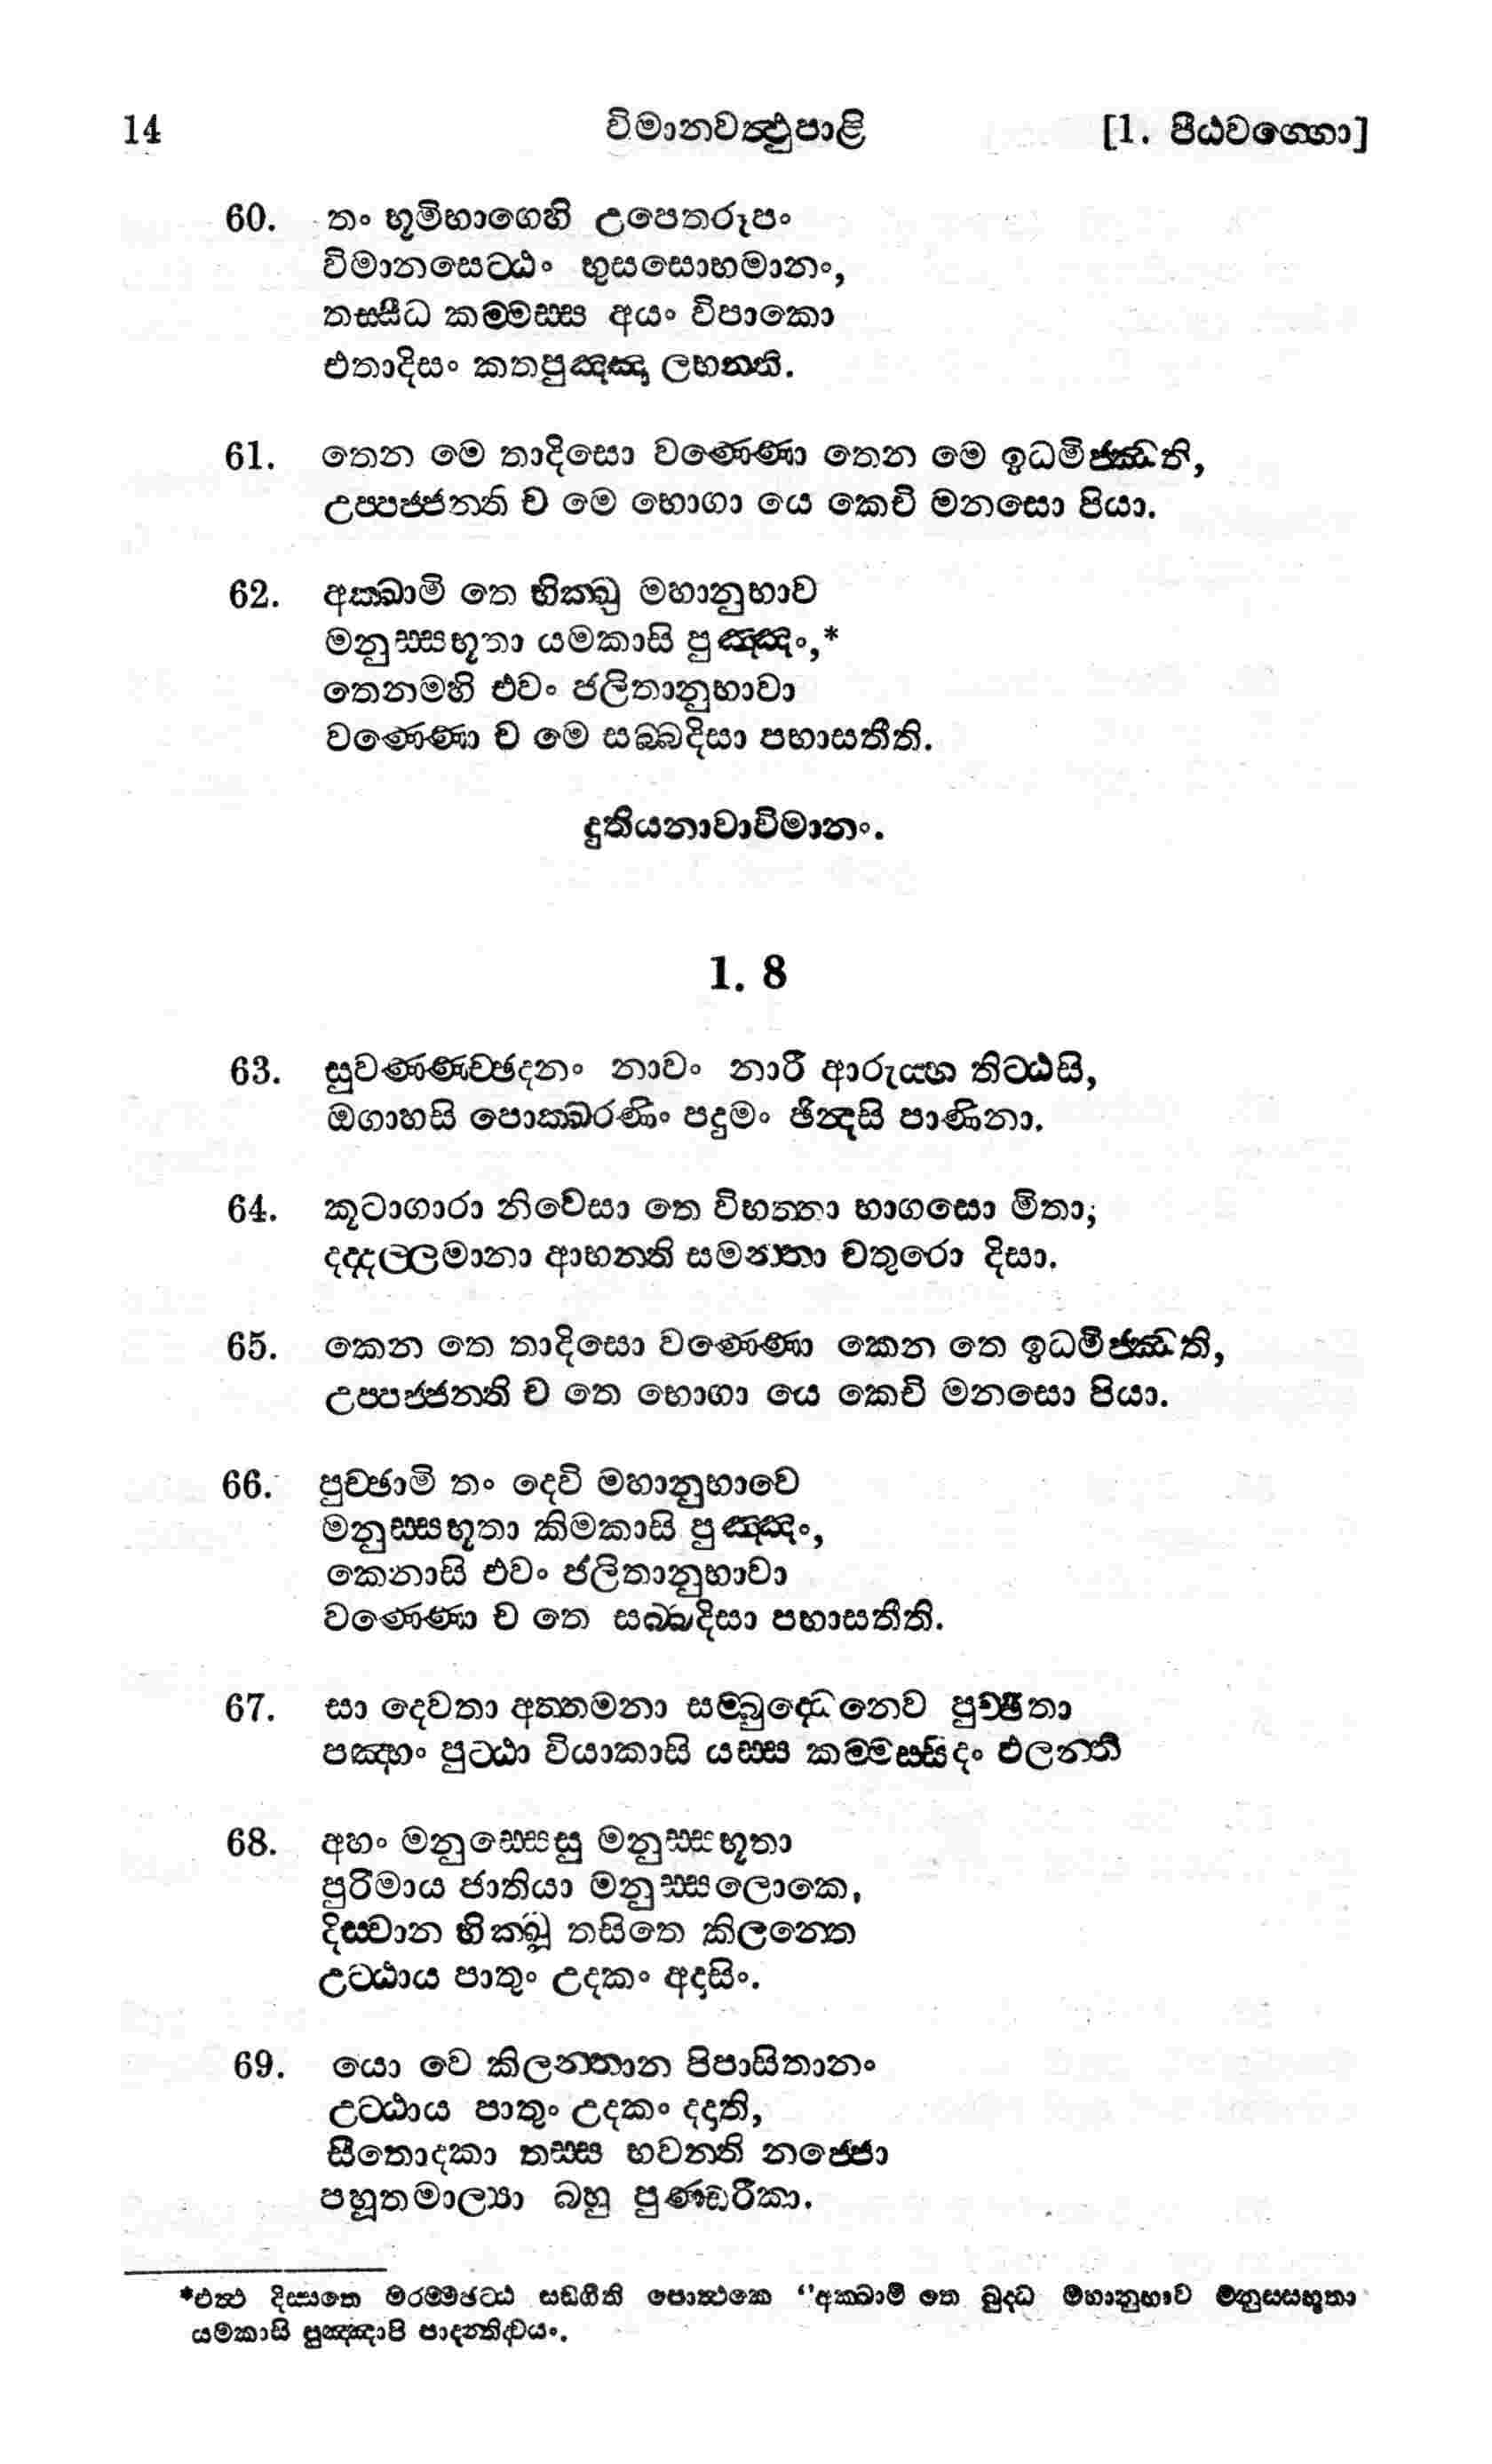 14 විමානවත්‍ථුපාළි [1. පීඨවග්ගො]
60. තං භූමිභාගෙහි උපෙතරූපං
විමානසෙට්ඨං භුසසොභමානං,
තස්සීධ කම්මස්ස අයං විපාකො
එතාදිසං කතපුඤ්ඤා ලභන්ති.
61. තෙන මෙ තාදිසො වණ්ණො තෙන මෙ ඉධමිජ්ඣති,
උප්පජ්ජන්ති ච මෙ භොගා යෙ කෙචි මනසො පියා.
62. අක්ඛාමි තෙ භික්ඛු මහානුභාව
මනුස්සභූතා යමකාසි පුඤ්ඤං,*
තෙනම්හි එවං ජලිතානුභාවා
වණ්ණො ච මෙ සබ්බදිසා පභාසතීති.
දුතියනාවාවිමානං.
1. 8
63. සුවණ්ණච්ඡදනං නාවං නාරී ආරුය්හ තිට්ඨසි,
ඔගාහසි පොක්ඛරණිං පදුමං ඡින්දසි පාණිනා.
64. කූටාගාරා නිවෙසා තෙ විභත්තා භාගසො මිතා,
දද්දල්ලමානා ආභන්ති සමන්තා චතුරො දිසා.
65. කෙන තෙ තාදිසො වණ්ණො කෙන තෙ ඉධමිජ්ඣති,
උප්පජ්ජන්ති ච තෙ භොගා යෙ කෙචි මනසො පියා.
66. පුච්ඡාමි තං දෙවි මහානුභාවෙ
මනුස්සභූතා කිමකාසි පුඤ්ඤං,
කෙනාසි එවං ජලිතානුභාවා
වණ්ණො ච තෙ සබ්බදිසා පභාසතීති.
67. සා දෙවතා අත්තමනා සම්බුද්ධෙනෙව පුච්ඡිතා
පඤ්හං පුට්ඨා වියාකාසි යස්ස කම්මස්සිදං ඵලන්ති
68. අහං මනුස්සෙසු මනුස්සභූතා
පුරිමාය ජාතියා මනුස්සලොකෙ,
දිස්වාන භික්ඛූ තසිතෙ කිලන්තෙ
උට්ඨාය පාතුං උදකං අදාසිං.
69. යො වෙ කිලන්තාන පිපාසිතානං
උට්ඨාය පාතුං උදකං දදාති,
සීතොදකා තස්ස භවන්ති නජ්ජො
පහූතමාල්‍යා බහු පුණ්ඩරීකා.
*එත්‍ථ දිස්සතෙ මරම්මඡට්ඨ සඞ්ගීති පොත්‍ථකෙ “අක්ඛාමි තෙ බුද්ධ මහානුභාව මනුස්සභූතා
යමකාසි පුඤ්ඤාපි පාදන්තිද්වයං.